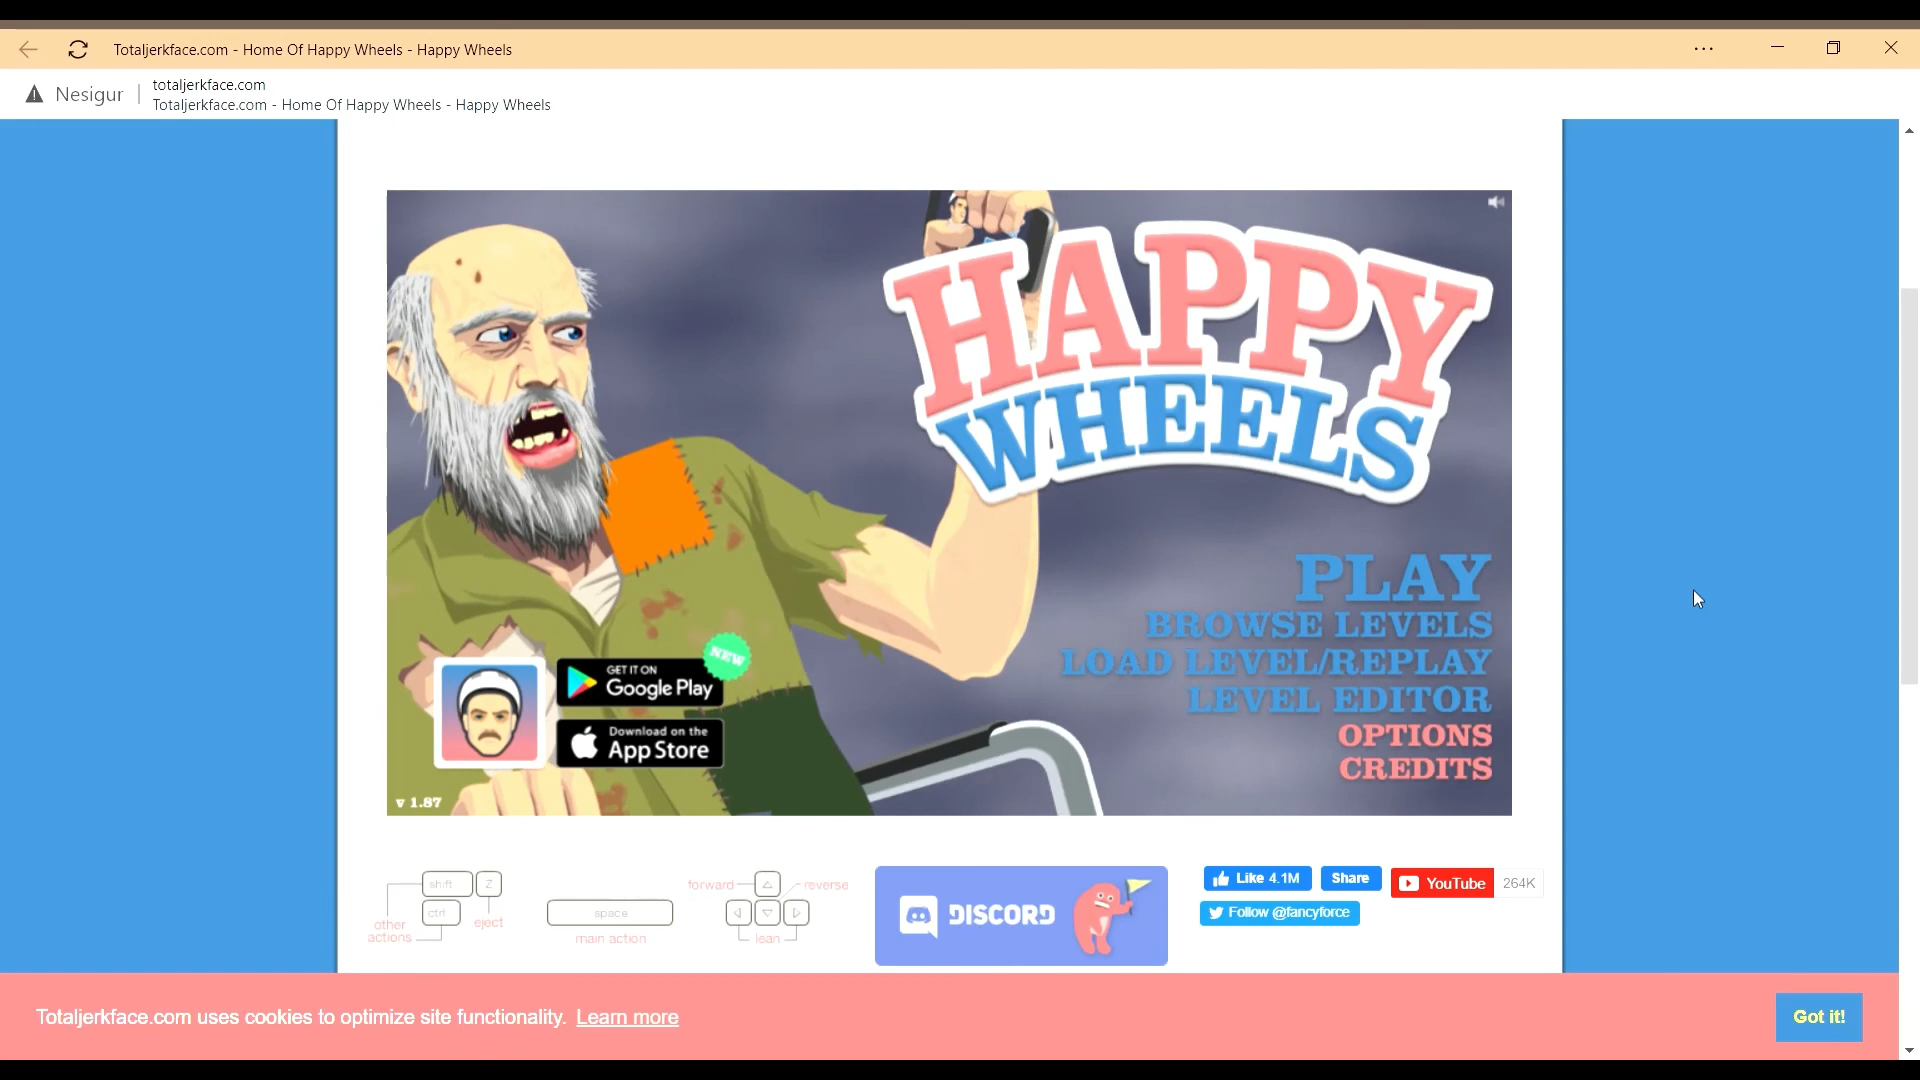 Totaljerkface.com - Home Of Happy Wheels - Happy Wheels
Nesigur
totaljerkface.com
Totaljerkface.com - Home Of Happy Wheels - Happy Wheels
HAPPY
WHEELS
PLAY
BROWSE LEVELS
LOAD LEVEL/REPLAY
LEVEL EDITOR
OPTIONS
CREDITS
NEW
GET IT ON
Google Play
Download on the
App Store
v 1.87
shift
Z
ctrl
other
actions
eject
space
main action
forward
reverse
lean
DISCORD
Like 4.1M
Share
YouTube
264K
Follow @fancyforce
Totaljerkface.com uses cookies to optimize site functionality. Learn more
Got it!